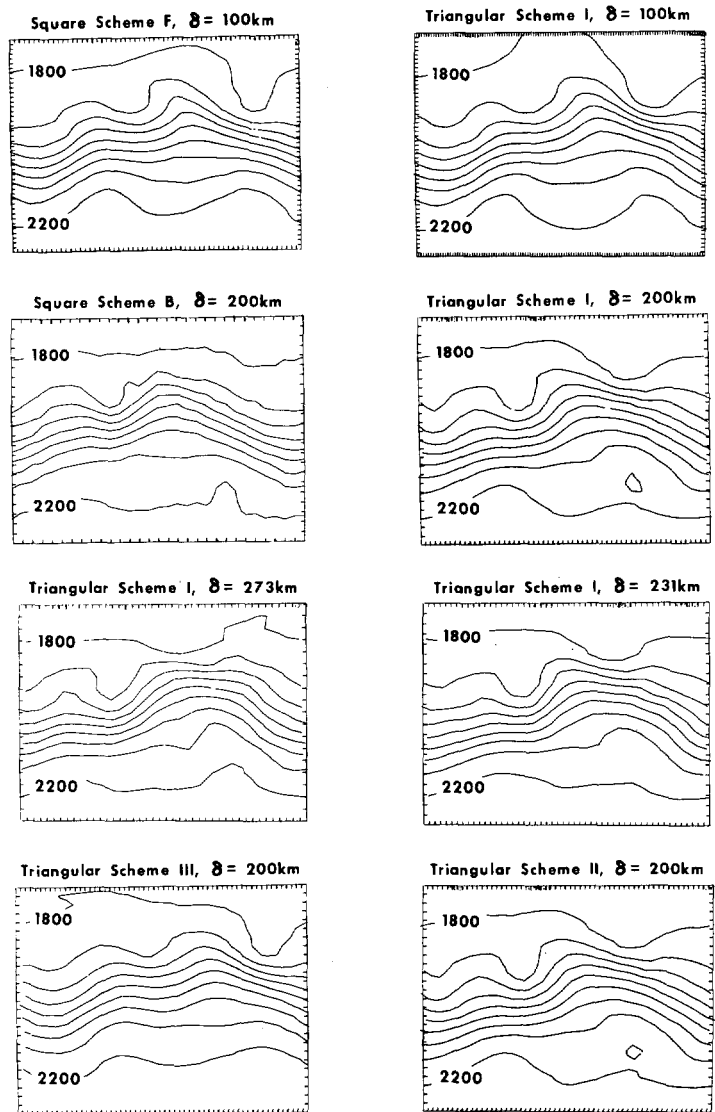 Square Scheme F, δ = 100km
1800
2200
Triangular Scheme I, δ = 100km
1800
2200
Square Scheme B, δ = 200km
1800
2200
Triangular Scheme I, δ = 200km
1800
2200
Triangular Scheme I, δ = 273km
1800
2200
Triangular Scheme I, δ = 231km
1800
2200
Triangular Scheme III, δ = 200km
1800
2200
Triangular Scheme II, δ = 200km
1800
2200